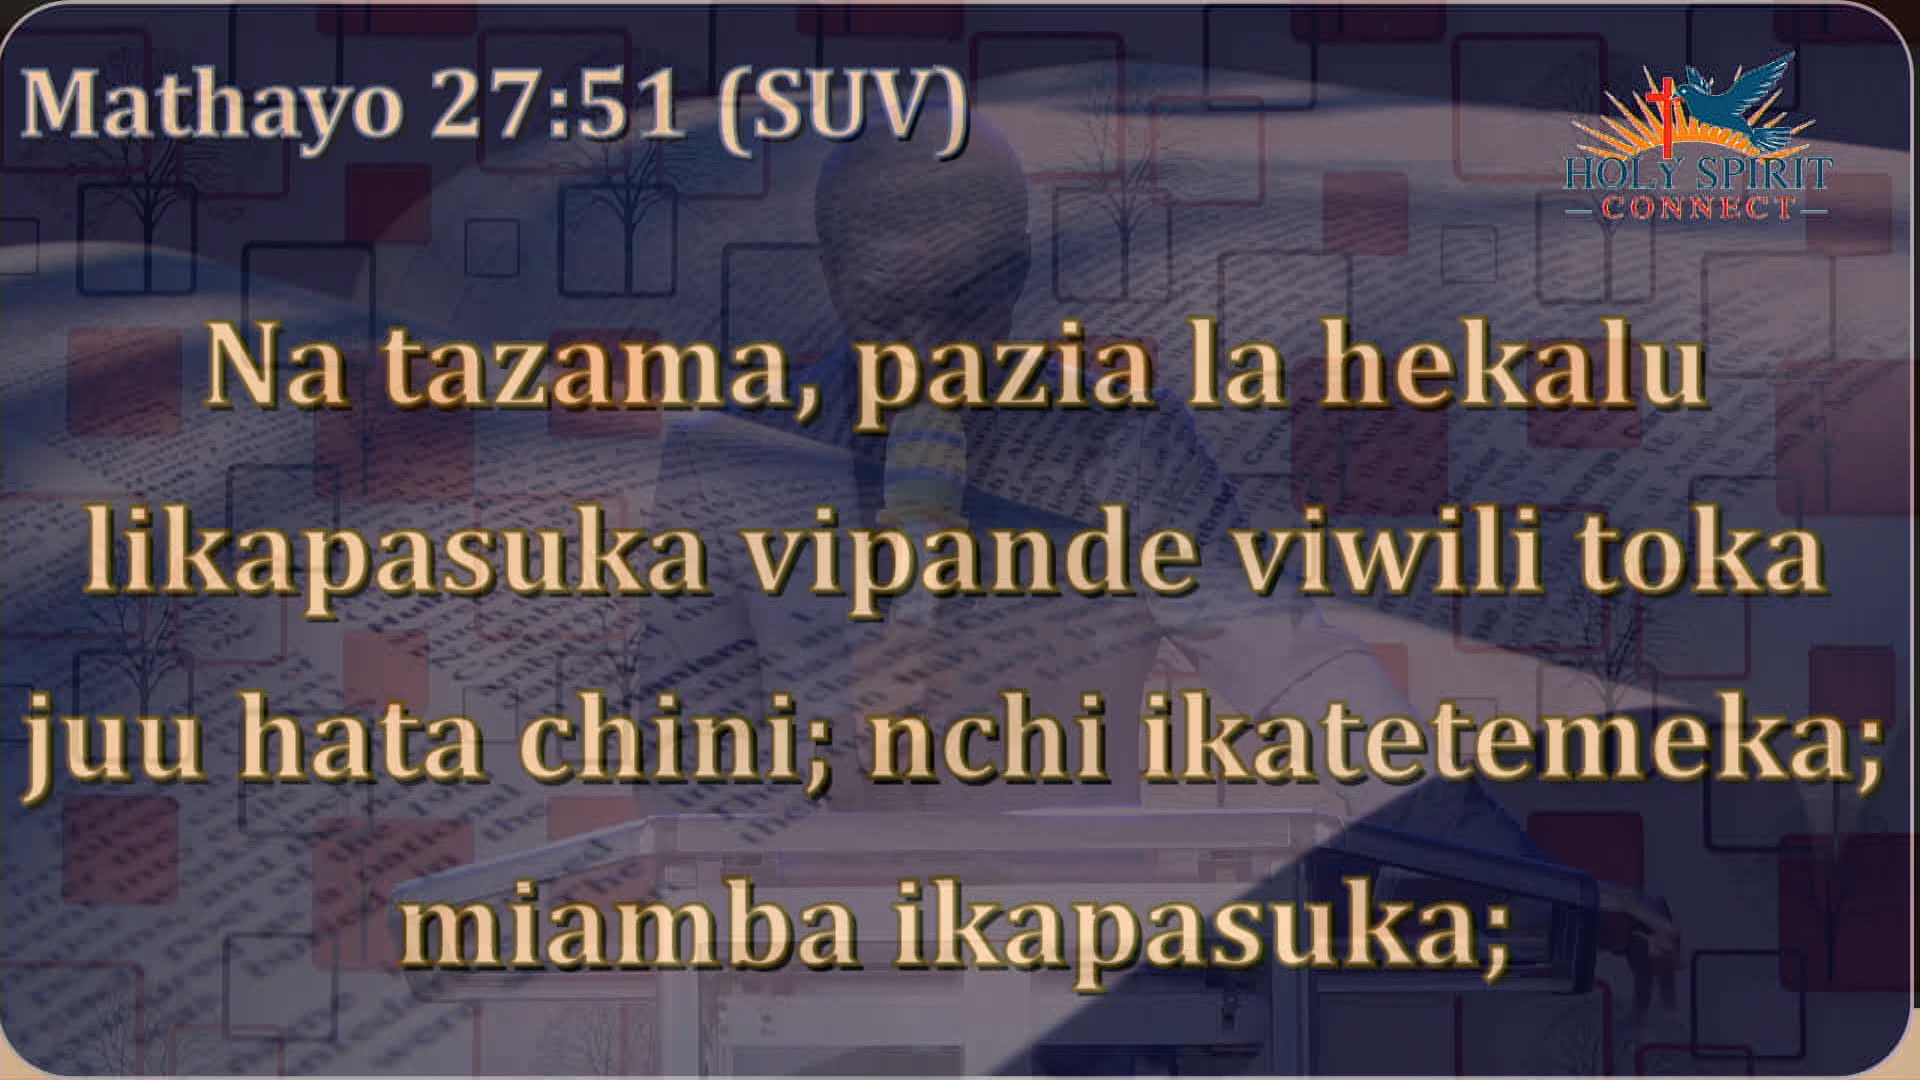 Mathayo 27:51 (SUV)
HOLY SPIRIT
CONNECT
Na tazama, pazia la hekalu
likapasuka vipande viwili toka
juu hata chini; nchi ikatetemeka;
miamba ikapasuka;